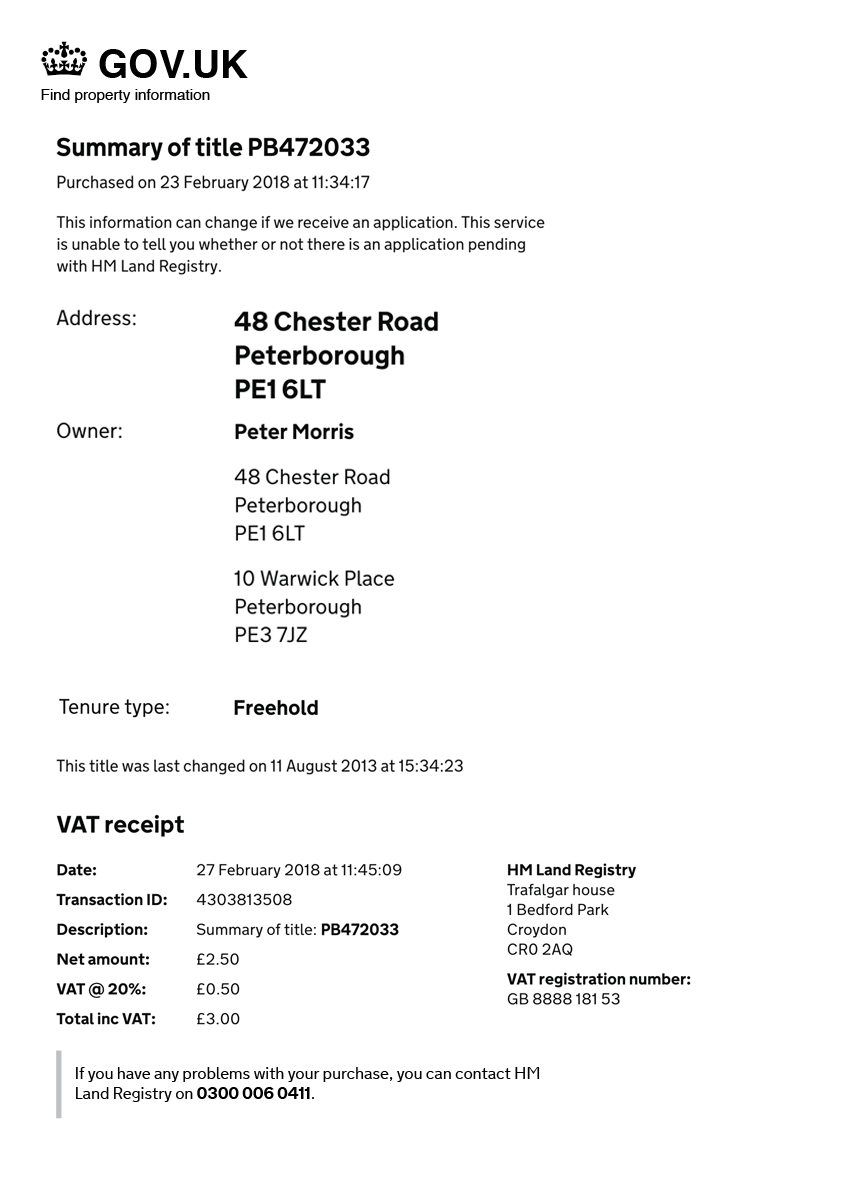 GOV.UK
Find property information
Summary of title PB472033
Purchased on 23 February 2018 at 11:34:17
This information can change if we receive an application. This service
is unable to tell you whether or not there is an application pending
with HM Land Registry.
Address:
48 Chester Road
Peterborough
PE1 6LT
Owner:
Peter Morris
48 Chester Road
Peterborough
PE1 6LT
10 Warwick Place
Peterborough
PE3 7JZ
Tenure type:
Freehold
This title was last changed on 11 August 2013 at 15:34:23
VAT receipt
Date: 27 February 2018 at 11:45:09
Transaction ID: 4303813508
Description: Summary of title: PB472033
Net amount: £2.50
VAT @ 20%: £0.50
Total inc VAT: £3.00
HM Land Registry
Trafalgar house
1 Bedford Park
Croydon
CR0 2AQ
VAT registration number:
GB 8888 181 53
If you have any problems with your purchase, you can contact HM
Land Registry on 0300 006 0411.